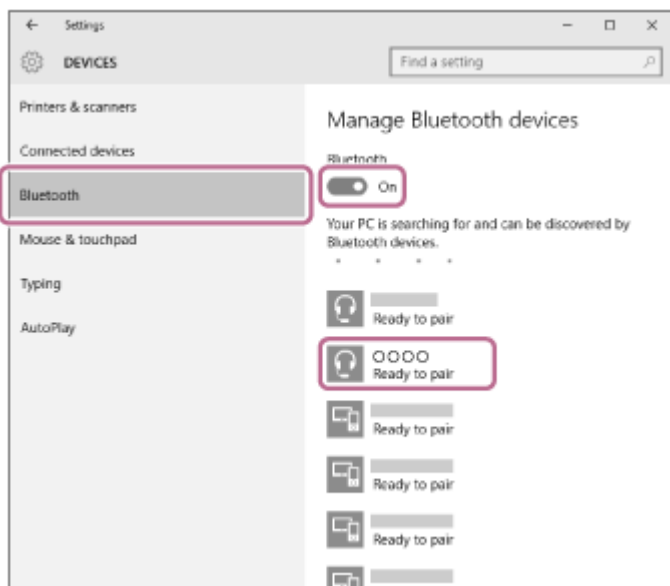 Settings
DEVICES
Find a setting
Printers & scanners
Connected devices
Bluetooth
Mouse & touchpad
Typing
AutoPlay
Manage Bluetooth devices
Bluetooth
On
Your PC is searching for and can be discovered by
Bluetooth devices.
Ready to pair
OOOO
Ready to pair
Ready to pair
Ready to pair
Ready to pair